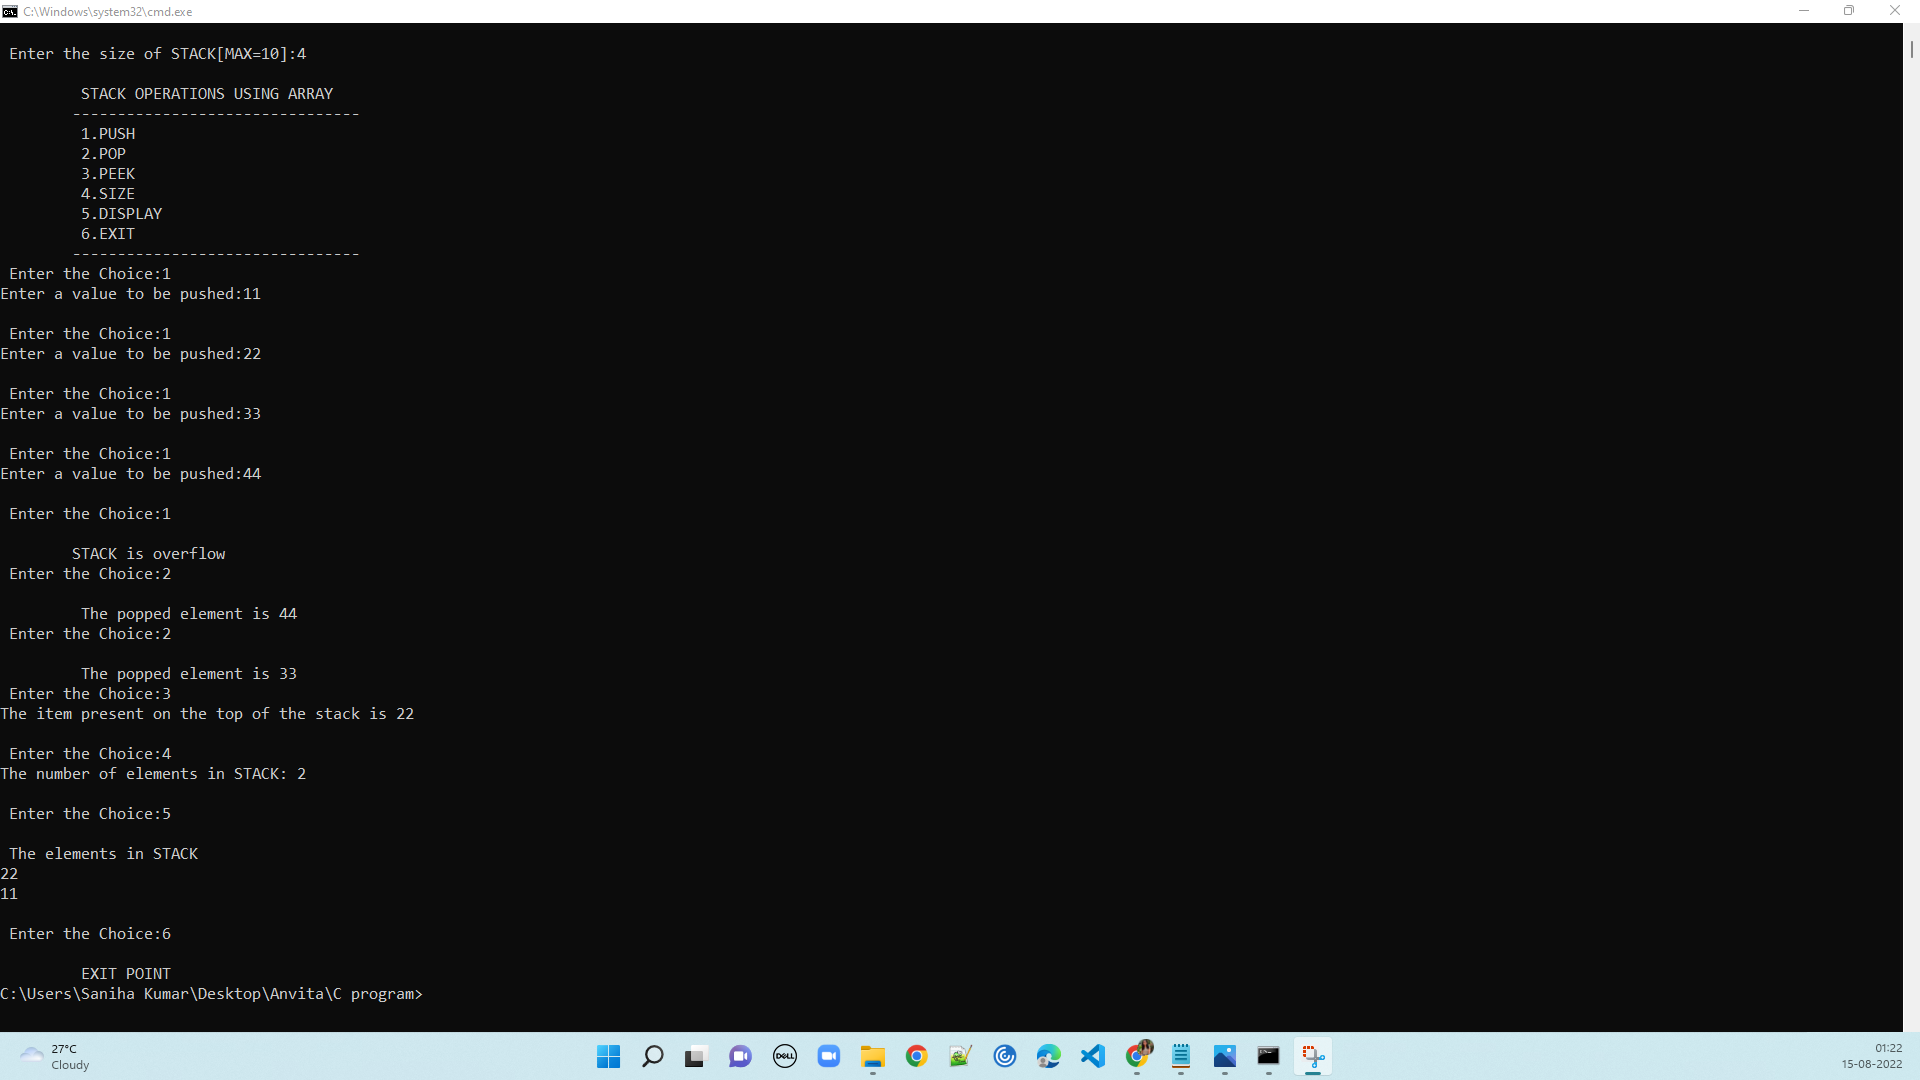 C:\Windows\system32\cmd.exe
Enter the size of STACK[MAX=10]:4
STACK OPERATIONS USING ARRAY
--------------------------------
1.PUSH
2.POP
3.PEEK
4.SIZE
5.DISPLAY
6.EXIT
--------------------------------
Enter the Choice:1
Enter a value to be pushed:11
Enter the Choice:1
Enter a value to be pushed:22
Enter the Choice:1
Enter a value to be pushed:33
Enter the Choice:1
Enter a value to be pushed:44
Enter the Choice:1
STACK is overflow
Enter the Choice:2
The popped element is 44
Enter the Choice:2
The popped element is 33
Enter the Choice:3
The item present on the top of the stack is 22
Enter the Choice:4
The number of elements in STACK: 2
Enter the Choice:5
The elements in STACK
22
11
Enter the Choice:6
EXIT POINT
C:\Users\Saniha Kumar\Desktop\Anvita\C program>
27°C
Cloudy
DELL
01:22
15-08-2022